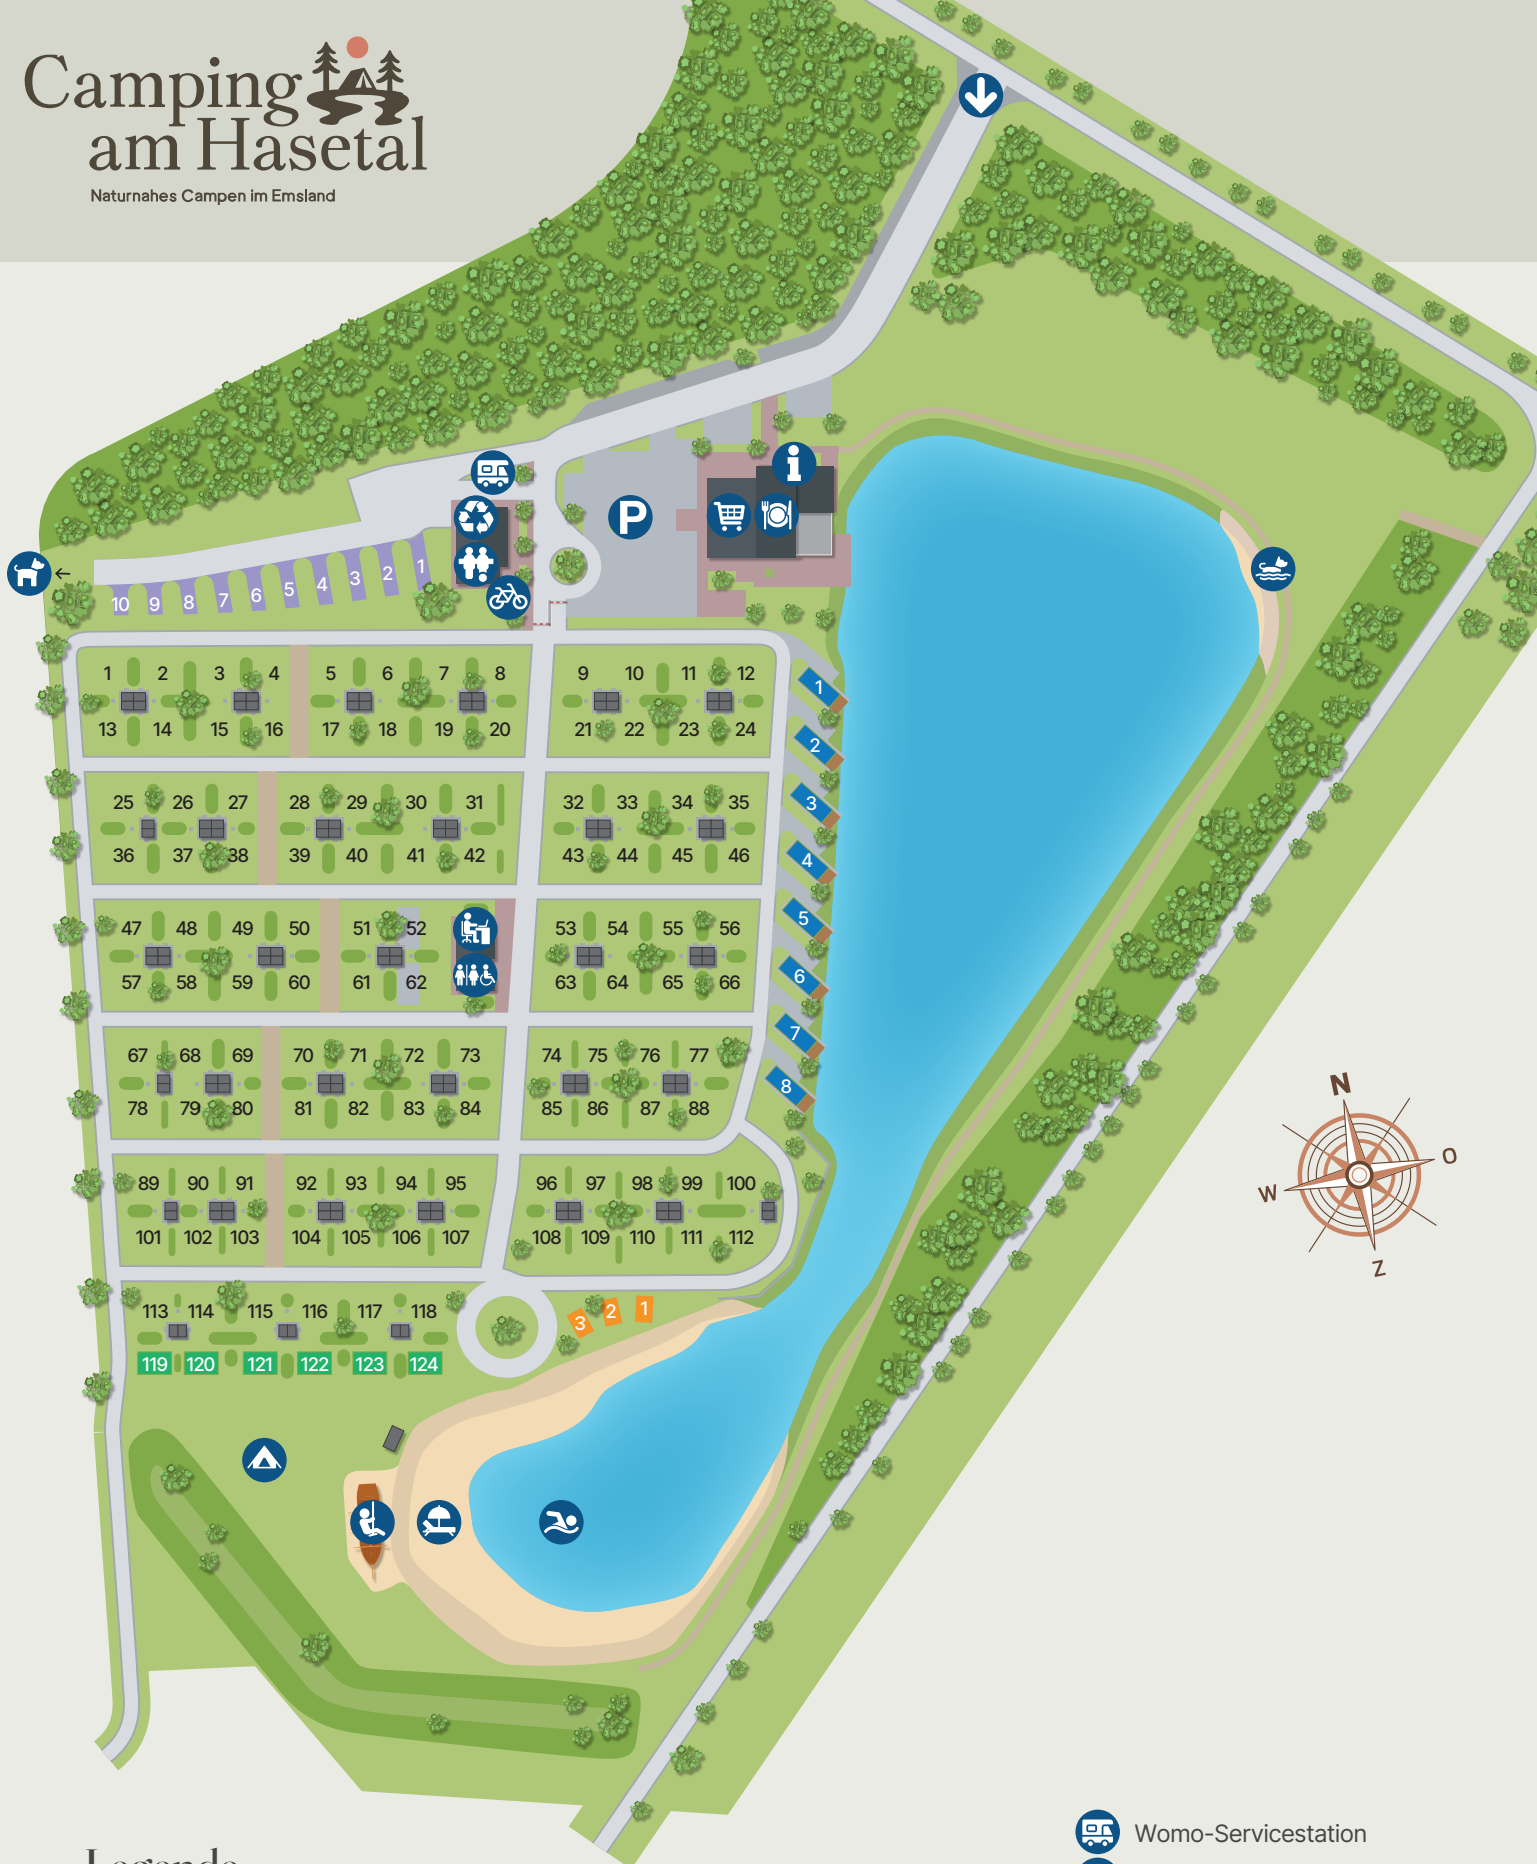 Camping
am Hasetal
Naturnahes Campen im Emsland
P
10 9 8 7 6 5 4 3 2 1
1 2 3 4 5 6 7 8 9 10 11 12
13 14 15 16 17 18 19 20 21 22 23 24
25 26 27 28 29 30 31 32 33 34 35
36 37 38 39 40 41 42 43 44 45 46
47 48 49 50 51 52 53 54 55 56
57 58 59 60 61 62 63 64 65 66
67 68 69 70 71 72 73 74 75 76 77
78 79 80 81 82 83 84 85 86 87 88
89 90 91 92 93 94 95 96 97 98 99 100
101 102 103 104 105 106 107 108 109 110 111 112
113 114 115 116 117 118
119 120 121 122 123 124
1
2
3
4
5
6
7
8
3 2 1
N
O
W
Z
Legende
Womo-Servicestation